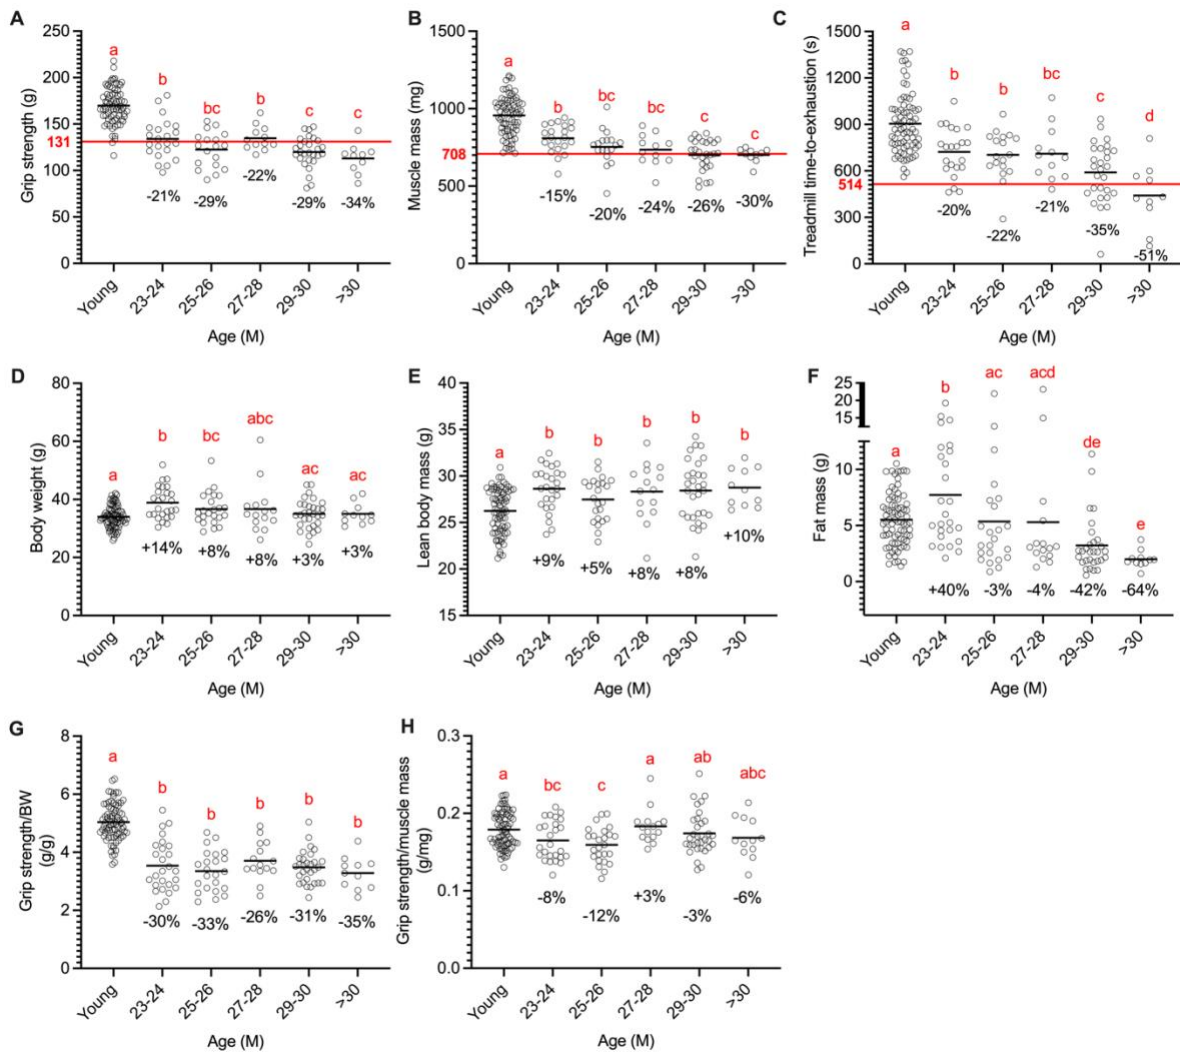 A
Grip strength (g)
250
200
150
131
100
50
0
a
b
bc
b
c
c
-21%
-29%
-22%
-29%
-34%
Young
23-24
25-26
27-28
29-30
>30
Age (M)
B
Muscle mass (mg)
1500
1000
708
500
0
a
b
bc
bc
c
c
-15%
-20%
-24%
-26%
-30%
Young
23-24
25-26
27-28
29-30
>30
Age (M)
C
Treadmill time-to-exhaustion (s)
1500
1200
900
600
514
300
0
a
b
b
bc
c
d
-20%
-22%
-21%
-35%
-51%
Young
23-24
25-26
27-28
29-30
>30
Age (M)
D
Body weight (g)
80
60
40
20
0
a
b
bc
abc
ac
ac
+14%
+8%
+8%
+3%
+3%
Young
23-24
25-26
27-28
29-30
>30
Age (M)
E
Lean body mass (g)
40
35
30
25
20
15
a
b
b
b
b
b
+9%
+5%
+8%
+8%
+10%
Young
23-24
25-26
27-28
29-30
>30
Age (M)
F
Fat mass (g)
25
20
15
10
5
0
a
b
ac
acd
de
e
+40%
-3%
-4%
-42%
-64%
Young
23-24
25-26
27-28
29-30
>30
Age (M)
G
Grip strength/BW
(g/g)
8
6
4
2
0
a
b
b
b
b
b
-30%
-33%
-26%
-31%
-35%
Young
23-24
25-26
27-28
29-30
>30
Age (M)
H
Grip strength/muscle mass
(g/mg)
0.3
0.2
0.1
0.0
a
bc
c
a
ab
abc
-8%
-12%
+3%
-3%
-6%
Young
23-24
25-26
27-28
29-30
>30
Age (M)